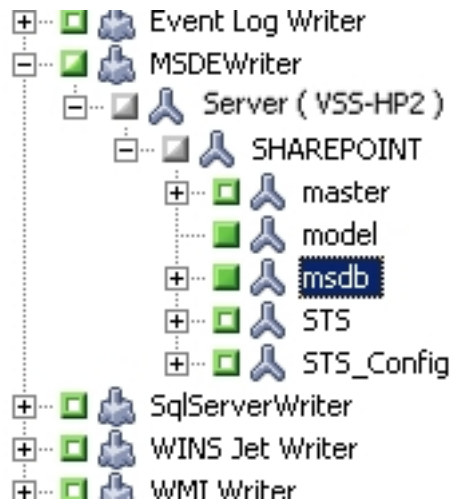 Event Log Writer
MSDEWriter
Server ( VSS-HP2 )
SHAREPOINT
master
model
msdb
STS
STS_Config
SqlServerWriter
WINS Jet Writer
WMI Writer